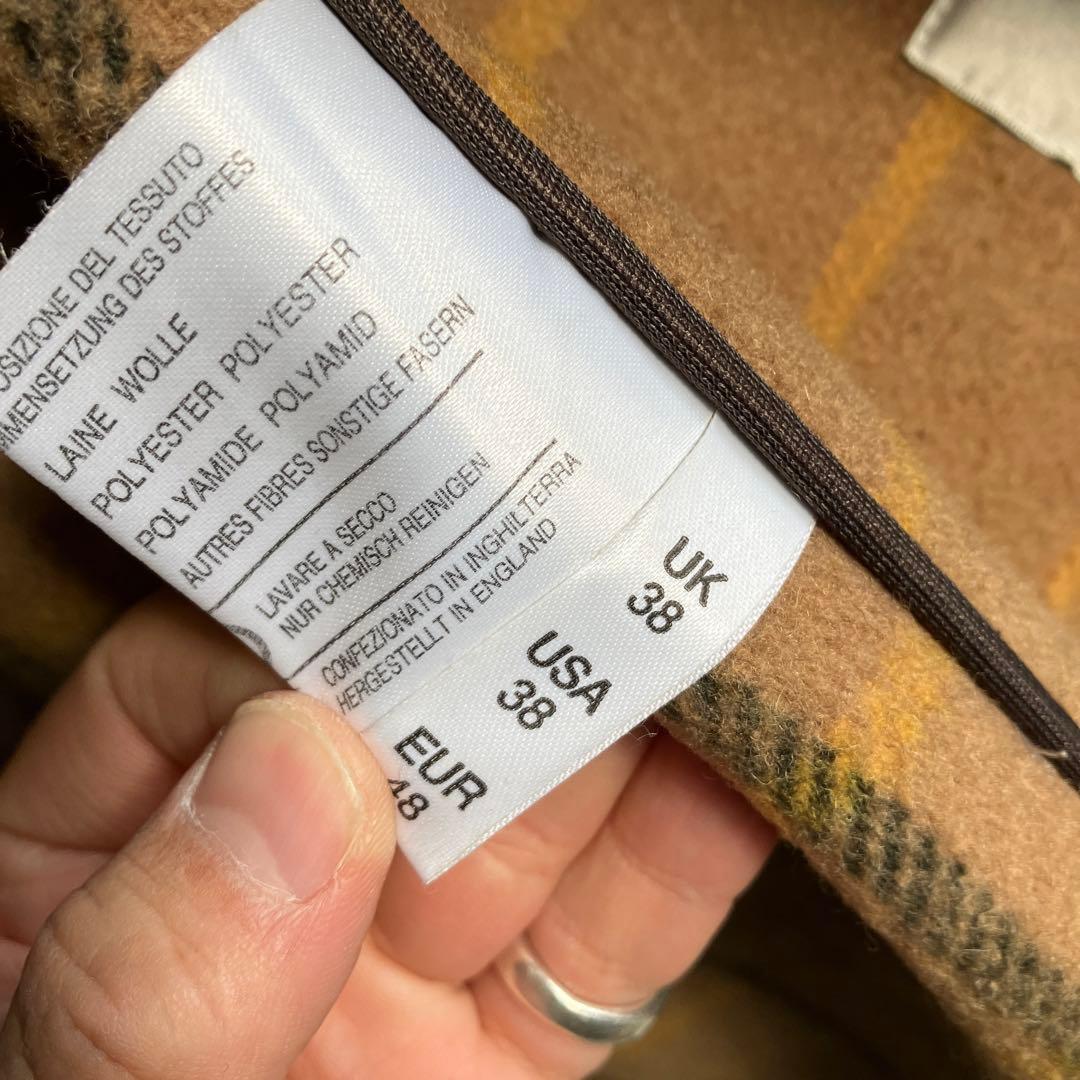 OSIZIONE DEL TESSUTO
MMENSETZUNG DES STOFFES
LAINE WOLLE
POLYESTER POLYESTER
POLYAMIDE POLYAMID
AUTRES FIBRES SONSTIGE FASERN
LAVARE A SECCO
NUR CHEMISCH REINIGEN
CONFEZIONATO IN INGHILTERRA
HERGESTELLT IN ENGLAND
EUR USA UK
48 38 38